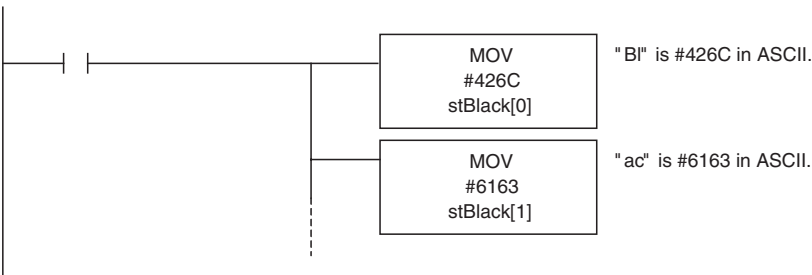 MOV
#426C
stBlack[0]
"Bl" is #426C in ASCII.
MOV
#6163
stBlack[1]
"ac" is #6163 in ASCII.